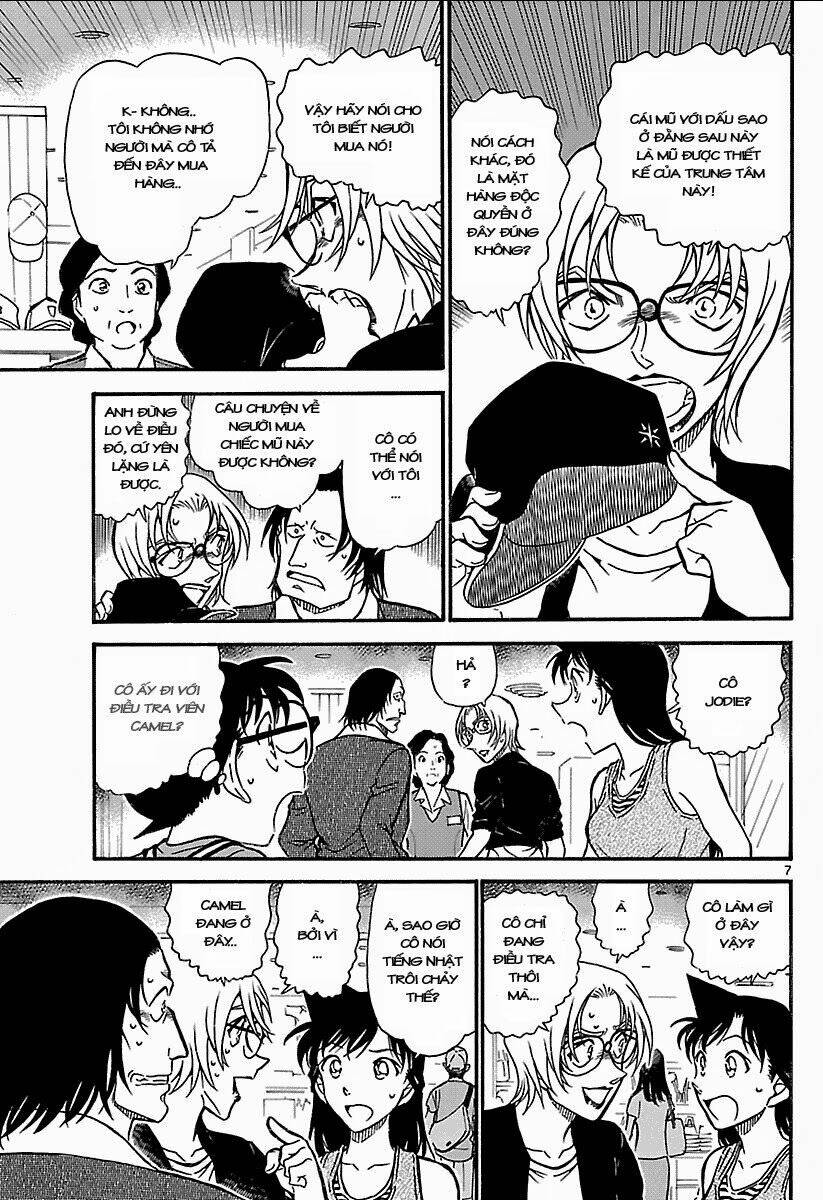 CÁI MŨ VỚI DẤU SAO
Ở ĐẰNG SAU NÀY
LÀ MŨ ĐƯỢC THIẾT
KẾ CỦA TRUNG TÂM
NÀY!
NÓI CÁCH
KHÁC, ĐÓ
LÀ MẶT
HÀNG ĐỘC
QUYỀN Ở
ĐÂY ĐÚNG
KHÔNG?
VẬY HÃY NÓI CHO
TÔI BIẾT NGƯỜI
MUA NÓ!
K- KHÔNG..
TÔI KHÔNG NHỚ
NGƯỜI MÀ CÔ TẢ
ĐẾN ĐÂY MUA
HÀNG..
CÔ CÓ
THỂ NÓI
VỚI TÔI
...
CÂU CHUYỆN VỀ
NGƯỜI MUA
CHIẾC MŨ NÀY
ĐƯỢC KHÔNG?
ANH ĐỪNG
LO VỀ ĐIỀU
ĐÓ, CỨ YÊN
LẶNG LÀ
ĐƯỢC.
CÔ
JODIE?
HẢ
?
CÔ ẤY ĐI VỚI
ĐIỀU TRA VIÊN
CAMEL?
7
CÔ LÀM GÌ
Ở ĐÂY
VẬY?
À
...
CÔ CHỈ
ĐANG
ĐIỀU TRA
THÔI
MÀ...
À, SAO GIỜ
CÔ NÓI
TIẾNG NHẬT
TRÔI CHẢY
THẾ?
À,
BỞI VÌ
...
CAMEL
ĐANG Ở
ĐÂY..